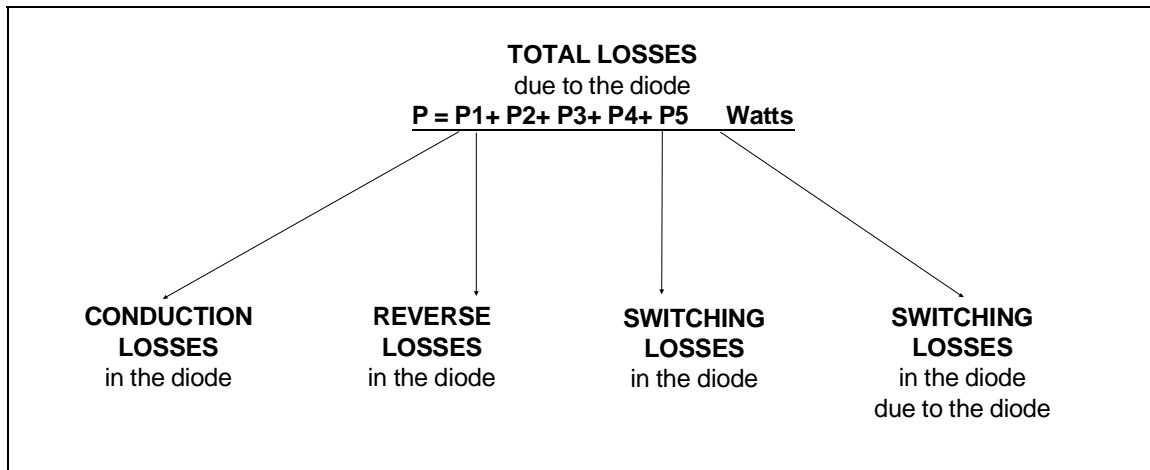 TOTAL LOSSES
due to the diode
P = P1+ P2+ P3+ P4+ P5 Watts
CONDUCTION
LOSSES
in the diode
REVERSE
LOSSES
in the diode
SWITCHING
LOSSES
in the diode
SWITCHING
LOSSES
in the diode
due to the diode